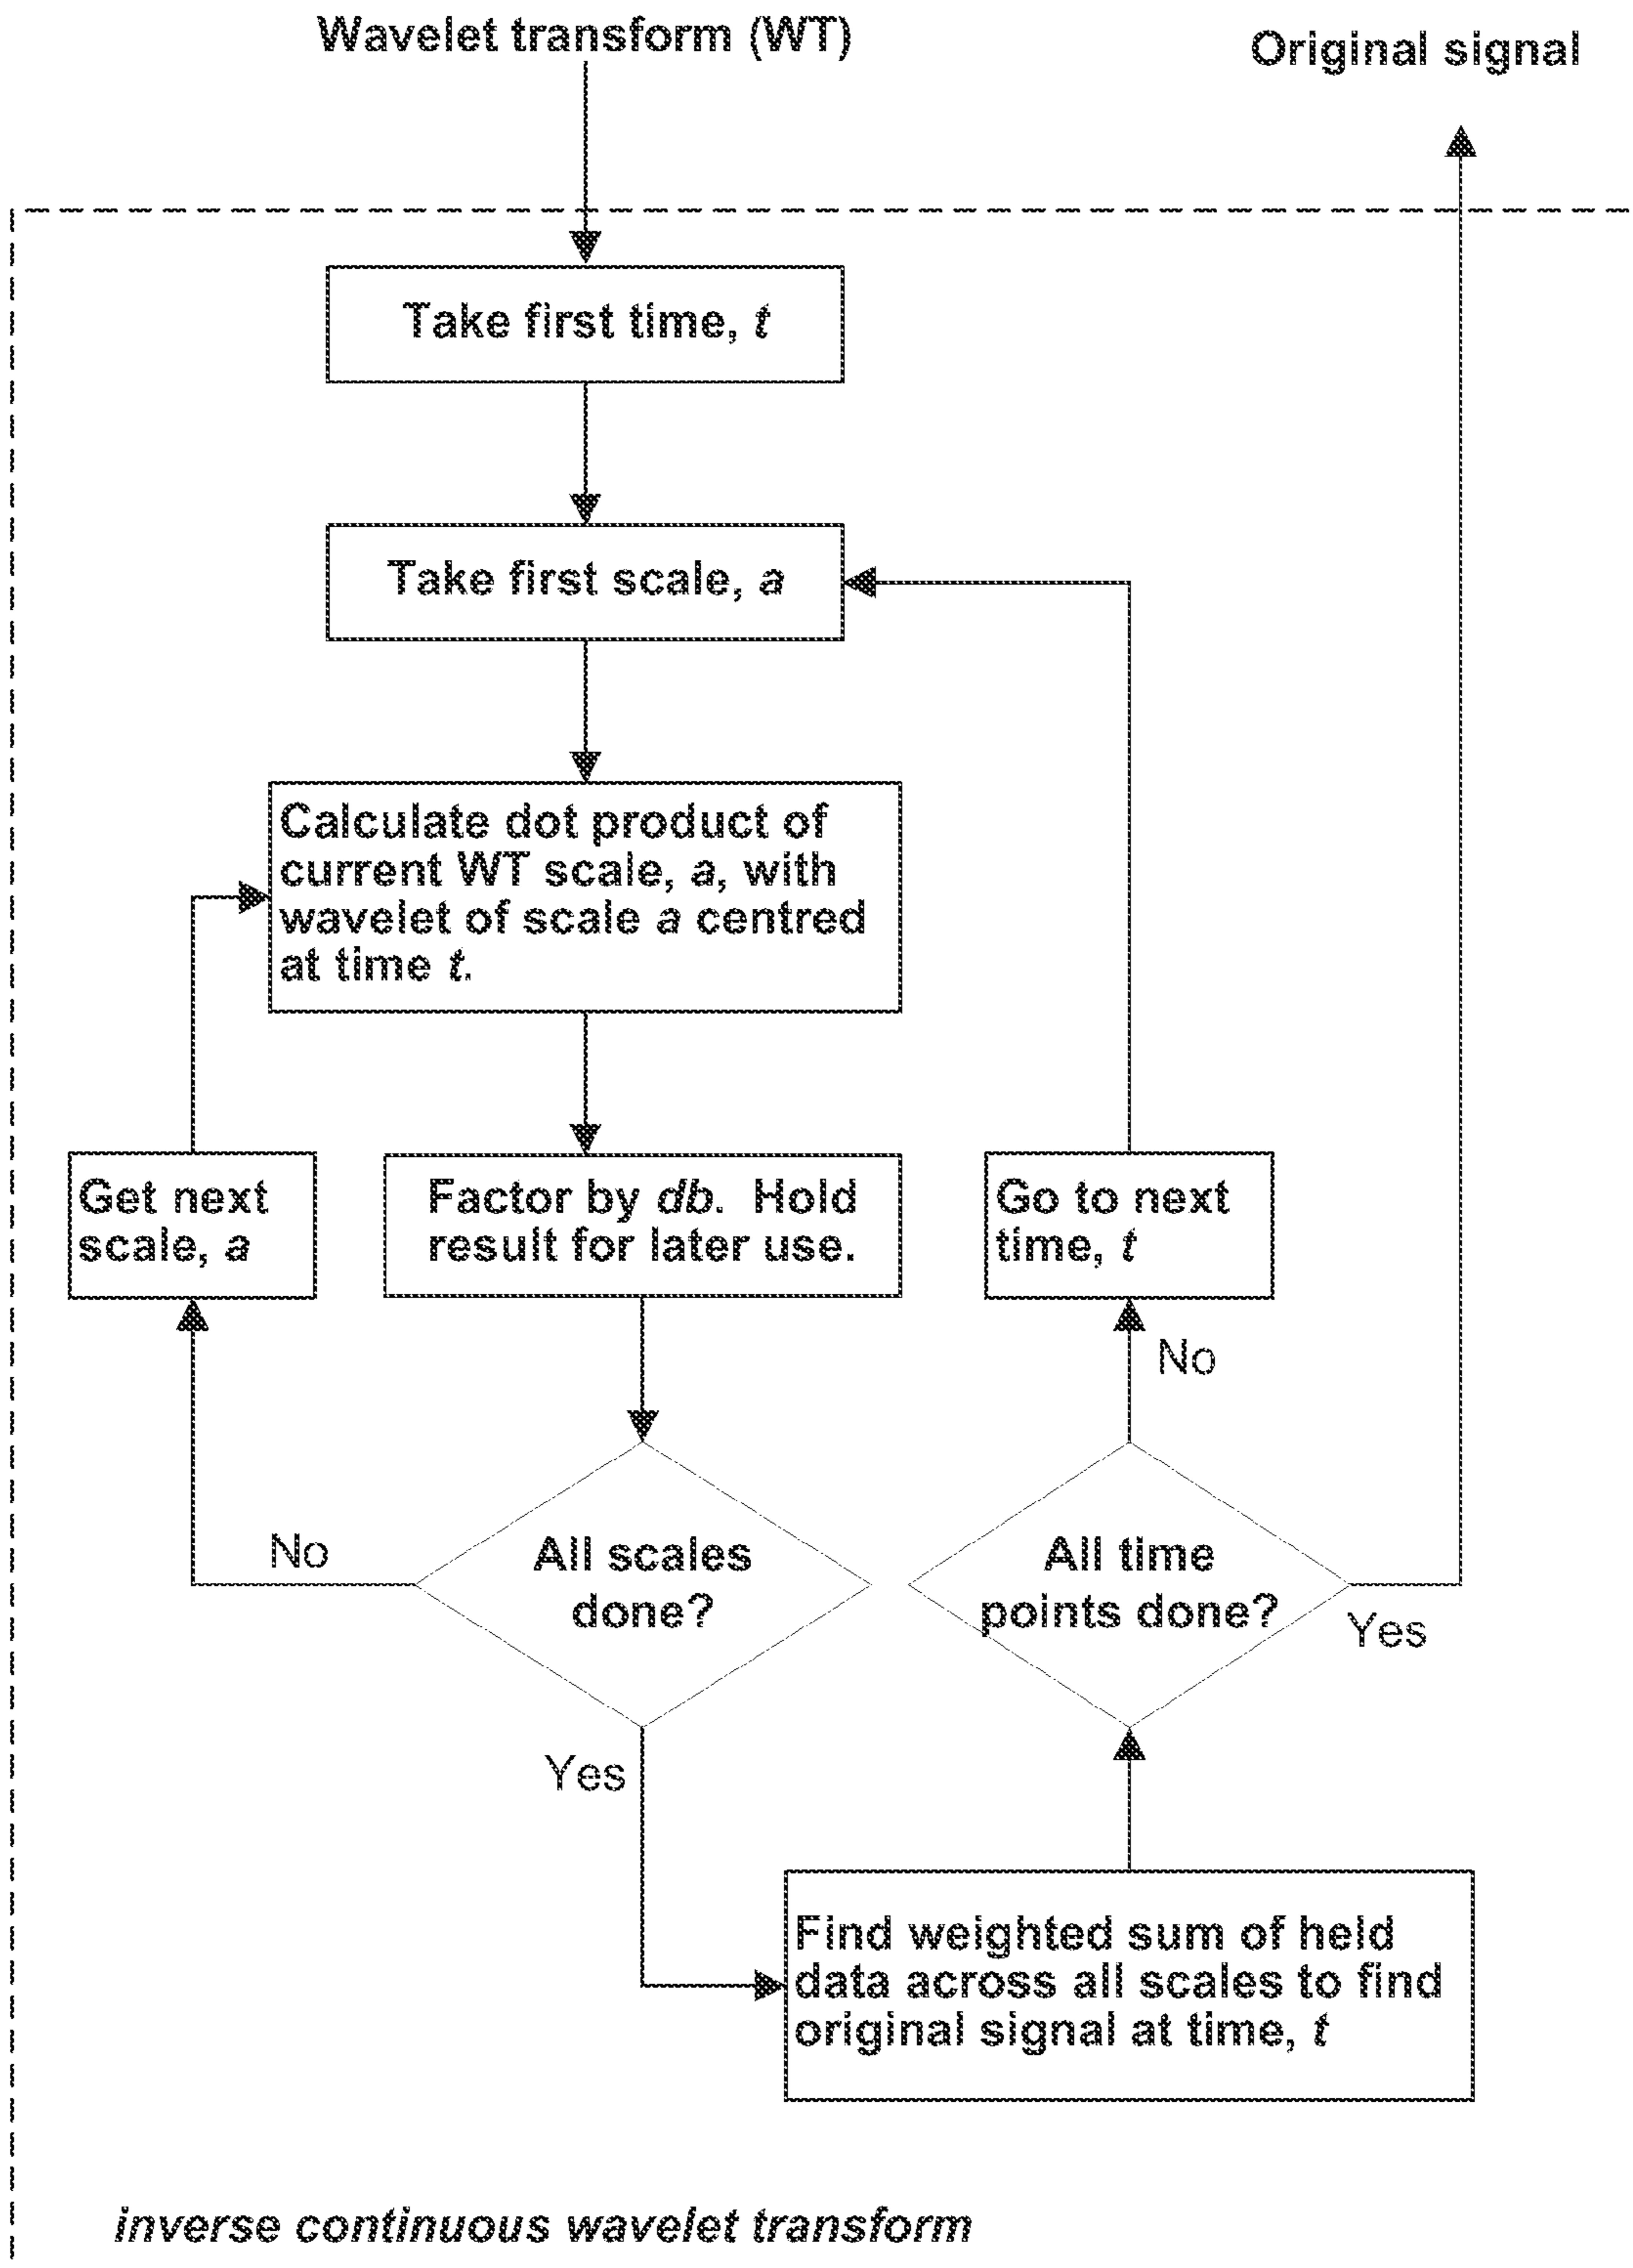 Wavelet transform (WT)
Original signal
Take first time, t
Take first scale, a
Calculate dot product of
current WT scale, a, with
wavelet of scale a centred
at time t.
Get next
scale, a
Factor by db. Hold
result for later use.
Go to next
time, t
No
No
All scales
done?
All time
points done?
Yes
Yes
Find weighted sum of held
data across all scales to find
original signal at time, t
inverse continuous wavelet transform